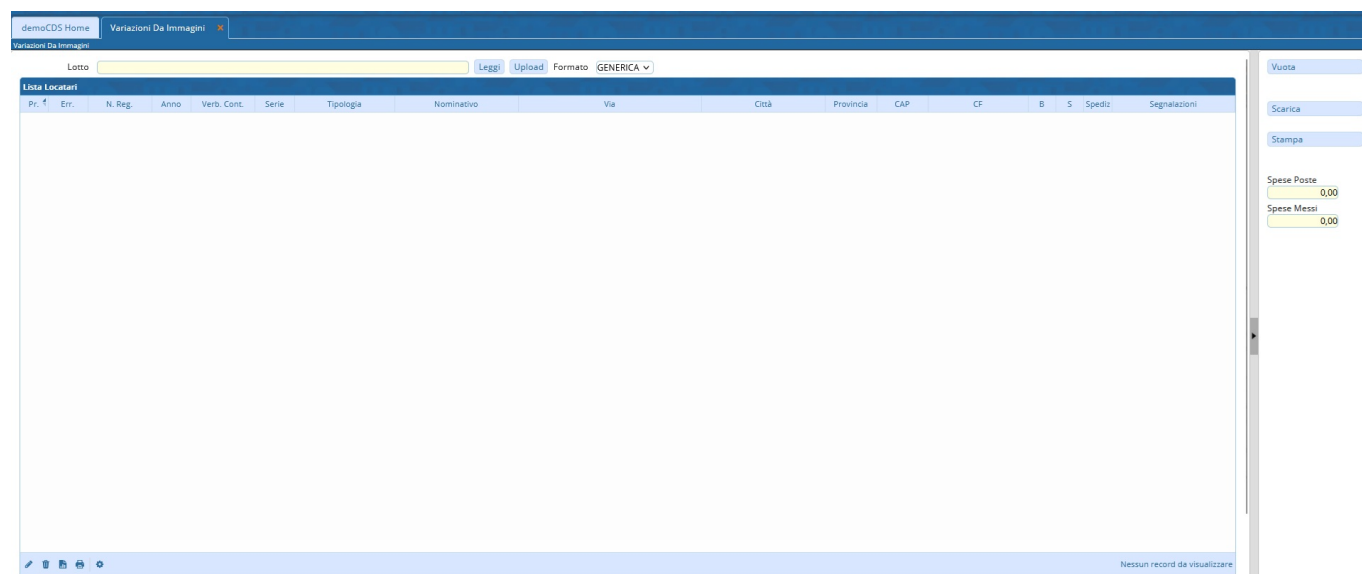 demoCDS Home Variazioni Da Immagini ×
Variazioni Da Immagini
Lotto Leggi Upload Formato GENERICA
Vuota
Lista Locatari
Pr. Err. N. Reg. Anno Verb. Cont. Serie Tipologia Nominativo Via Città Provincia CAP CF B S Spediz Segnalazioni
Scarica
Stampa
Spese Poste
0,00
Spese Messi
0,00
Nessun record da visualizzare